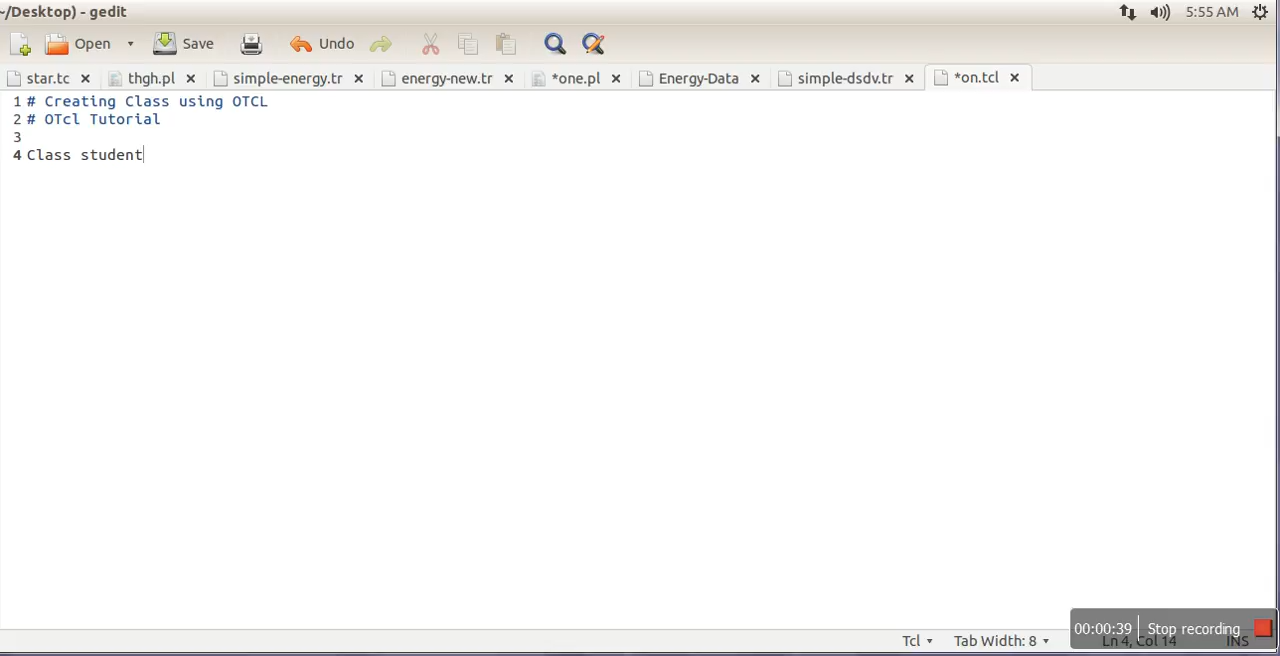 ~/Desktop) - gedit
5:55 AM
Open
Save
Undo
star.tc
thgh.pl
simple-energy.tr
energy-new.tr
*one.pl
Energy-Data
simple-dsdv.tr
*on.tcl
1 # Creating Class using OTCL
2 # OTcl Tutorial
3
4 Class student
00:00:39 Stop recording
Tcl
Tab Width: 8
Ln 4, Col 14
INS